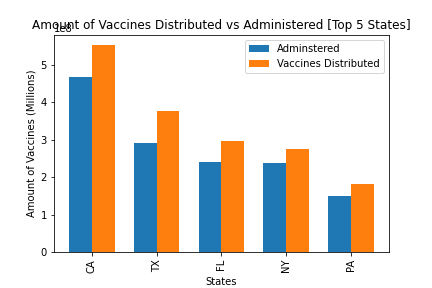 Amount of Vaccines Distributed vs Administered [Top 5 States]
1e8
Adminstered
Vaccines Distributed
Amount of Vaccines (Millions)
5
4
3
2
1
0
CA
TX
FL
NY
PA
States